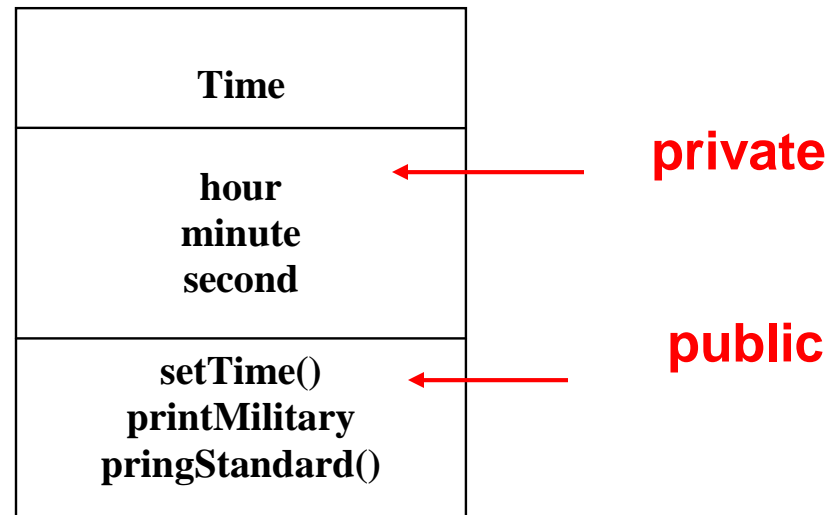 Time
private
hour
minute
second
public
setTime()
printMilitary
pringStandard()